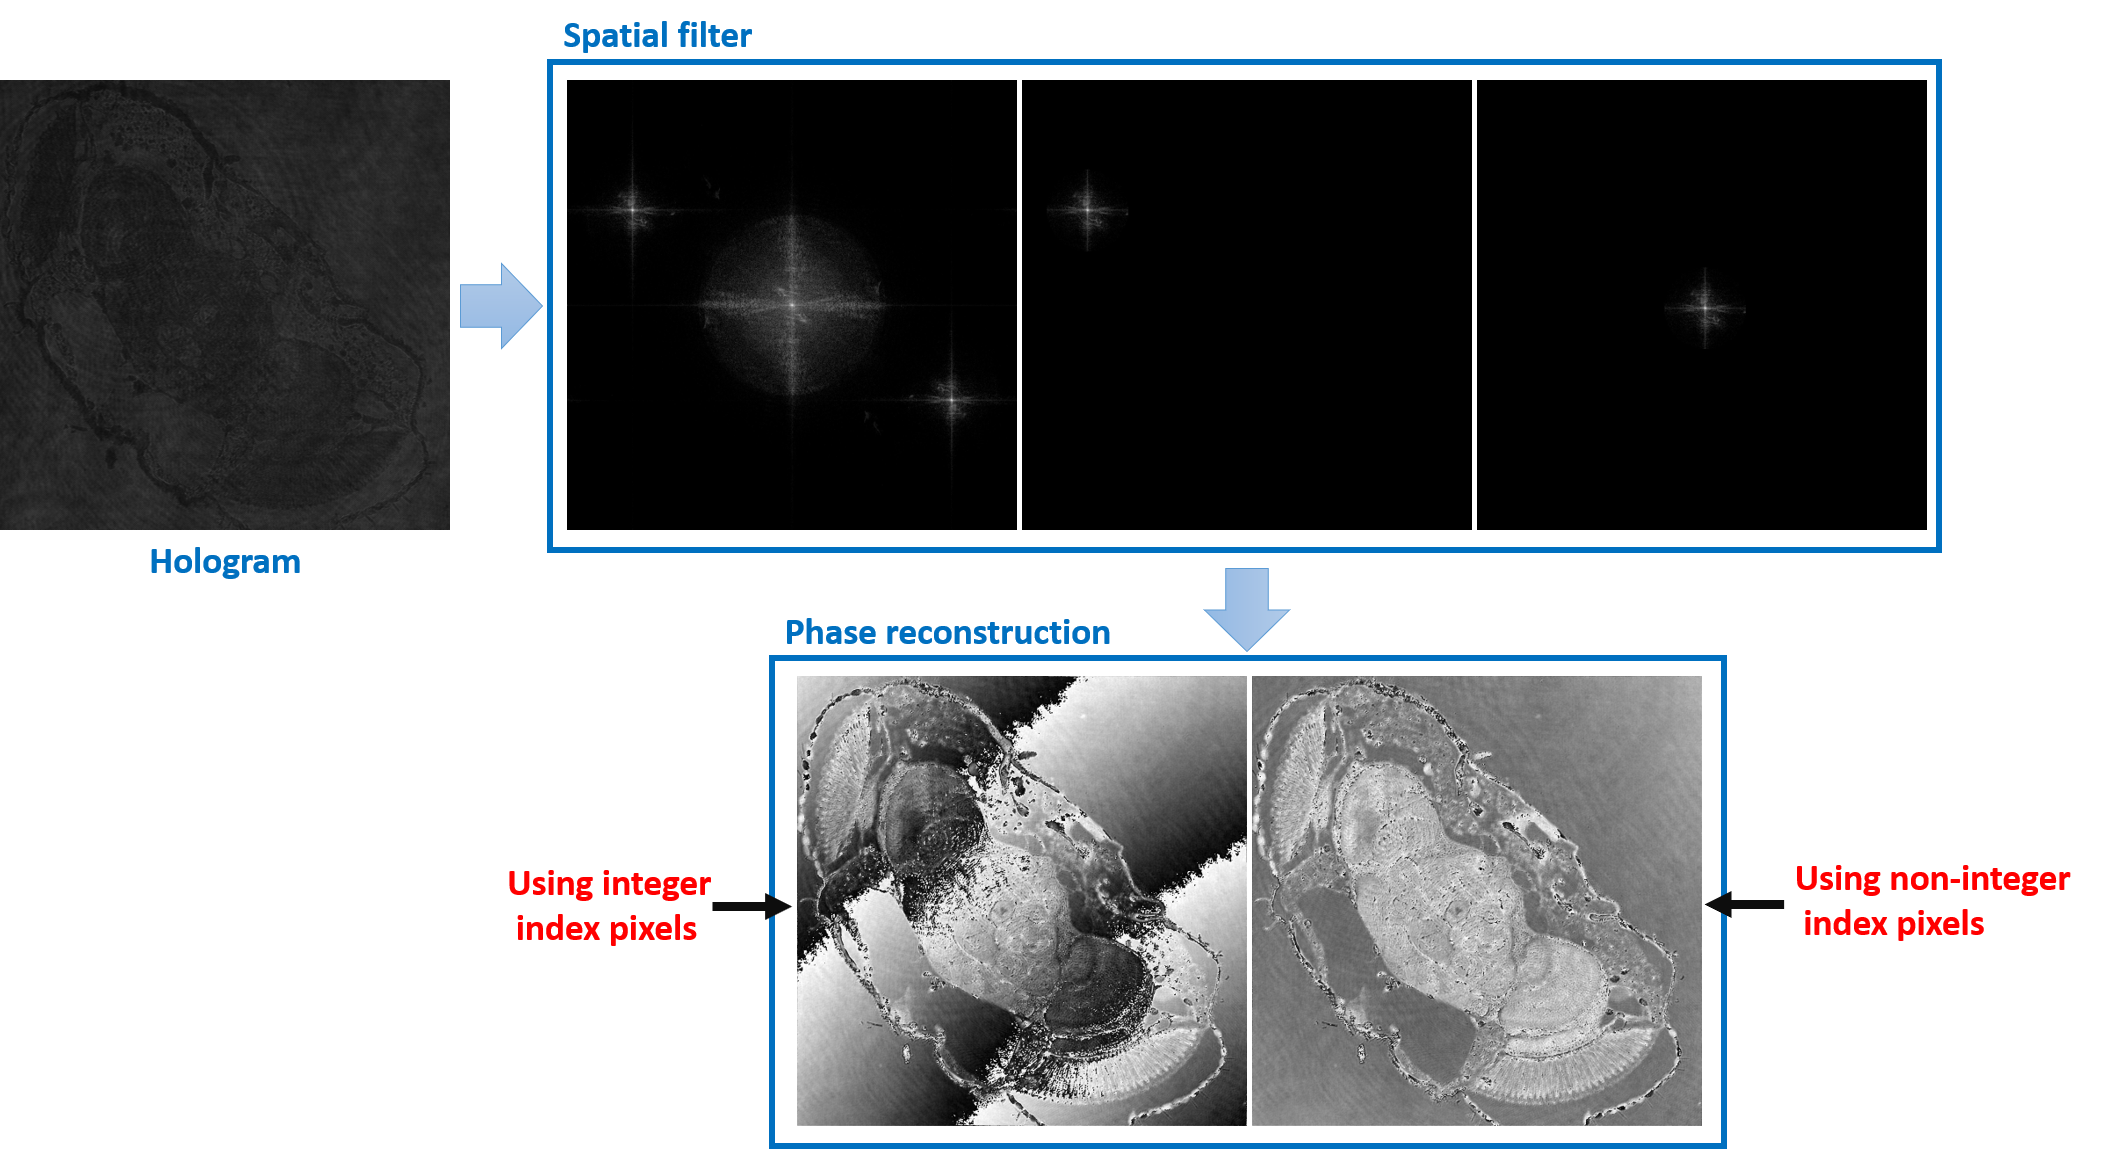 Spatial filter
Hologram
Phase reconstruction
Using integer
index pixels
Using non-integer
index pixels